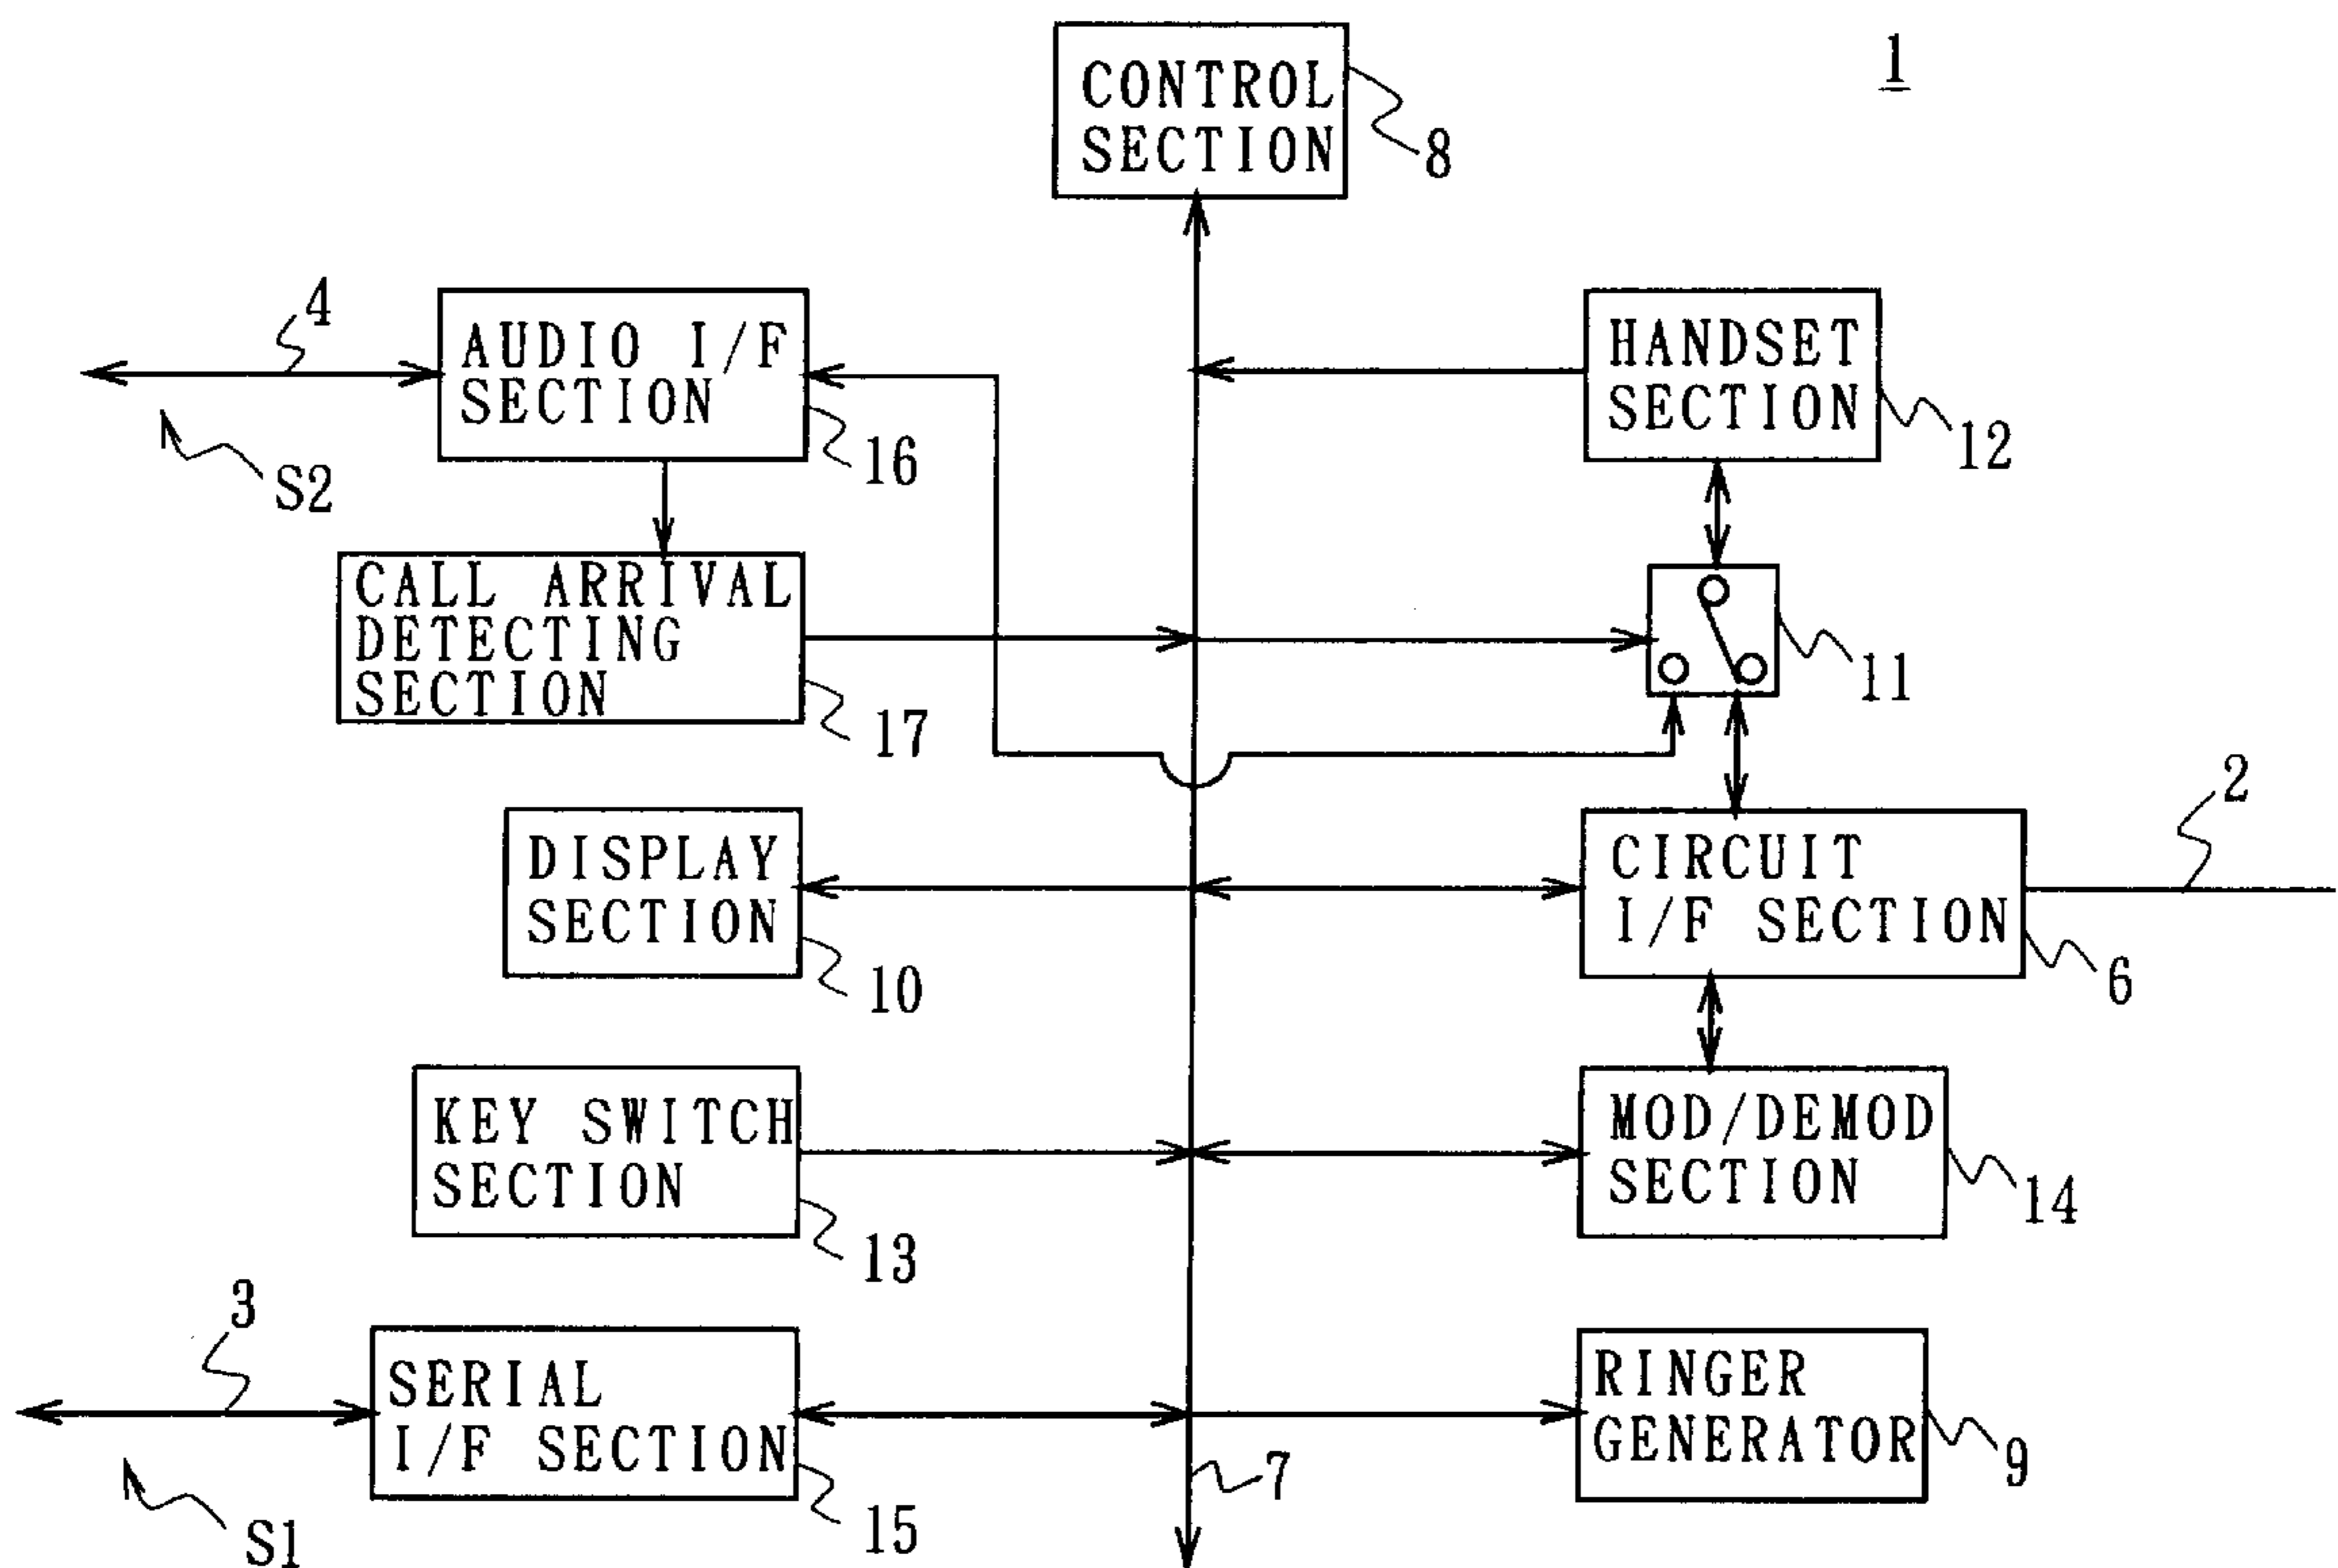 CONTROL
SECTION
8
1
4
AUDIO I/F
SECTION
16
S2
HANDSET
SECTION
12
CALL ARRIVAL
DETECTING
SECTION
17
11
DISPLAY
SECTION
10
CIRCUIT
I/F SECTION
6
2
KEY SWITCH
SECTION
13
MOD/DEMOD
SECTION
14
3
SERIAL
I/F SECTION
15
S1
7
RINGER
GENERATOR
9